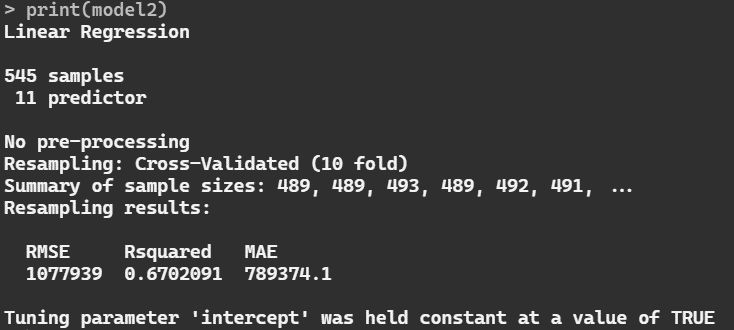 > print(model2)
Linear Regression
545 samples
11 predictor
No pre-processing
Resampling: Cross-Validated (10 fold)
Summary of sample sizes: 489, 489, 493, 489, 492, 491, ...
Resampling results:
RMSE Rsquared MAE
1077939 0.6702091 789374.1
Tuning parameter 'intercept' was held constant at a value of TRUE